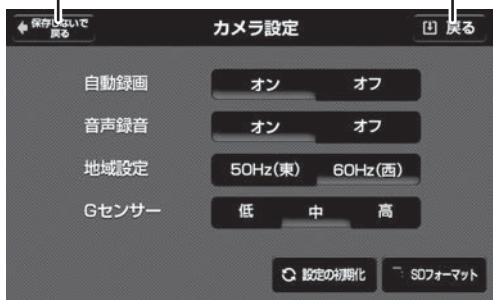 保存しないで
戻る
カメラ設定
戻る
自動録画 オン オフ
音声録音 オン オフ
地域設定 50Hz(東) 60Hz(西)
Gセンサー 低 中 高
設定の初期化 SDフォーマット